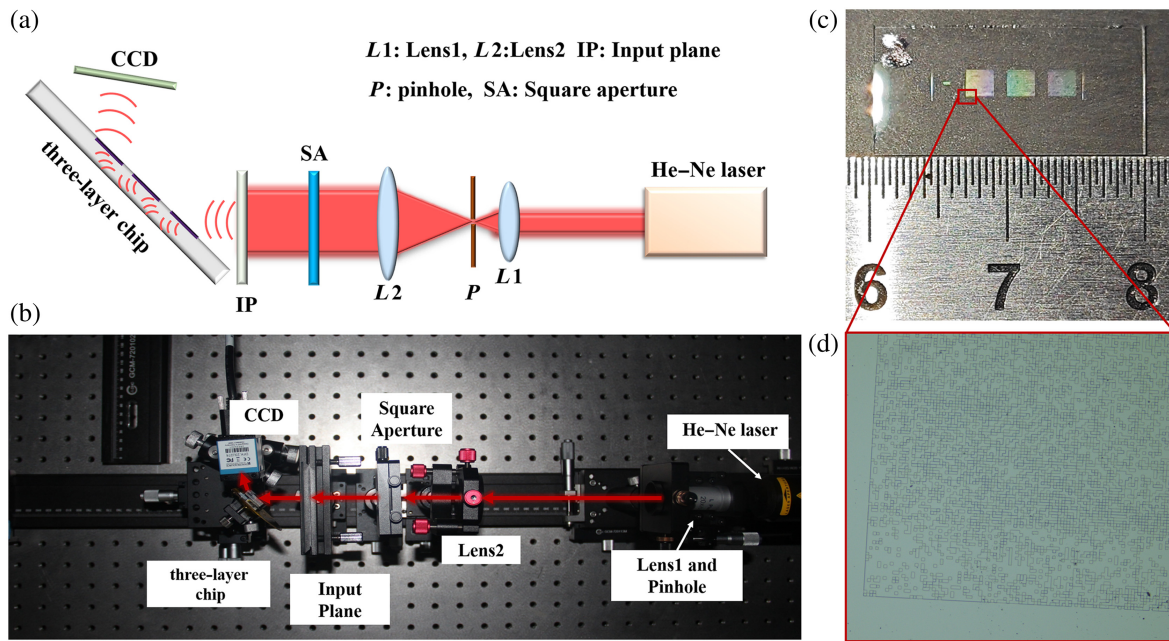 (a)
CCD
L1: Lens1, L2:Lens2 IP: Input plane
P: pinhole, SA: Square aperture
three-layer chip
SA
He–Ne laser
IP
L2
P
L1
(b)
GCM-720102
CCD
Square
Aperture
He–Ne laser
three-layer
chip
Input
Plane
Lens2
Lens1 and
Pinhole
(c)
6 7 8
(d)